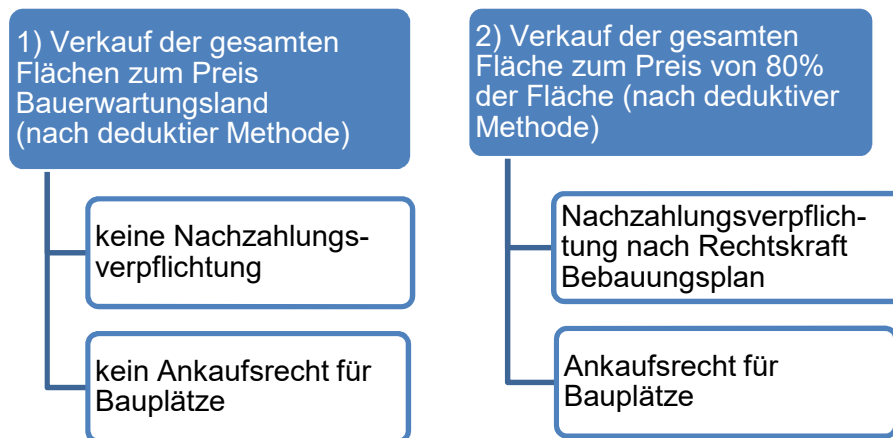 1) Verkauf der gesamten
Flächen zum Preis
Bauerwartungsland
(nach deduktier Methode)
keine Nachzahlungs-
verpflichtung
kein Ankaufsrecht für
Bauplätze
2) Verkauf der gesamten
Fläche zum Preis von 80%
der Fläche (nach deduktiver
Methode)
Nachzahlungsverpflich-
tung nach Rechtskraft
Bebauungsplan
Ankaufsrecht für
Bauplätze